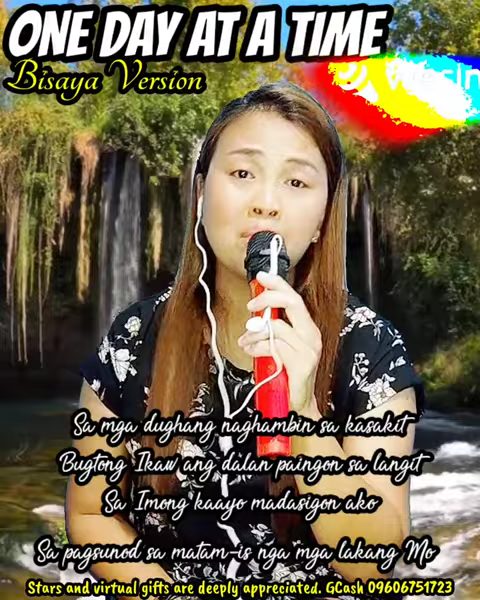 ONE DAY AT A TIME
Bisaya Version
Sa mga dughang naghambin sa kasakit
Bugtong Ikaw ang dalan paingon sa langit
Sa Imong kaayo madasigon ako
Sa pagsunod sa matam-is nga mga lakang Mo
Stars and virtual gifts are deeply appreciated. GCash 09606751723